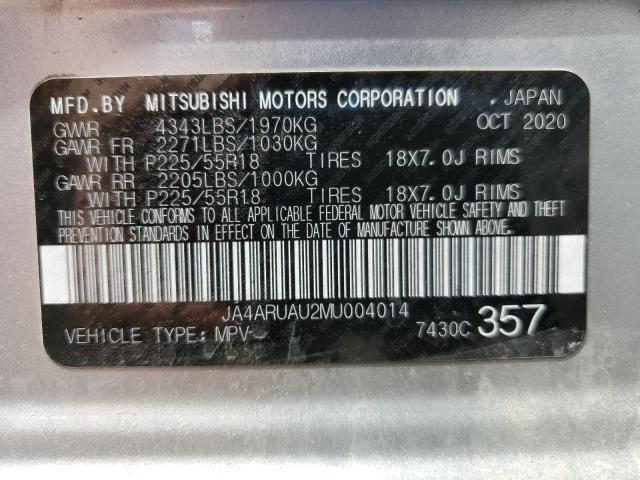 MFD.BY MITSUBISHI MOTORS CORPORATION . JAPAN
GVWR 4343LBS/1970KG OCT 2020
GAWR FR 2271LBS/1030KG
WITH P225/55R18 TIRES 18X7.0J RIMS
GAWR RR 2205LBS/1000KG
WITH P225/55R18 TIRES 18X7.0J RIMS
THIS VEHICLE CONFORMS TO ALL APPLICABLE FEDERAL MOTOR VEHICLE SAFETY AND THEFT
PREVENTION STANDARDS IN EFFECT ON THE DATE OF MANUFACTURE SHOWN ABOVE.
JA4ARUAU2MU004014
VEHICLE TYPE: MPV 7430C 357